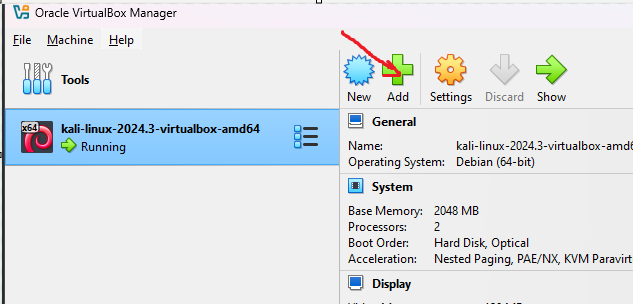 Oracle VirtualBox Manager
File Machine Help
Tools
New Add Settings Discard Show
x64
kali-linux-2024.3-virtualbox-amd64
Running
General
Name: kali-linux-2024.3-virtualbox-amd6
Operating System: Debian (64-bit)
System
Base Memory: 2048 MB
Processors: 2
Boot Order: Hard Disk, Optical
Acceleration: Nested Paging, PAE/NX, KVM Paravirt
Display